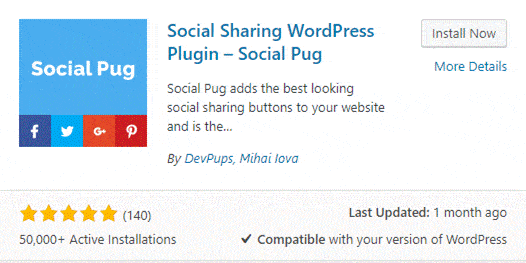 Social Pug
Social Sharing WordPress
Plugin – Social Pug
Social Pug adds the best looking
social sharing buttons to your website
and is the...
By DevPups, Mihai Iova
Install Now
More Details
(140)
50,000+ Active Installations
Last Updated: 1 month ago
Compatible with your version of WordPress